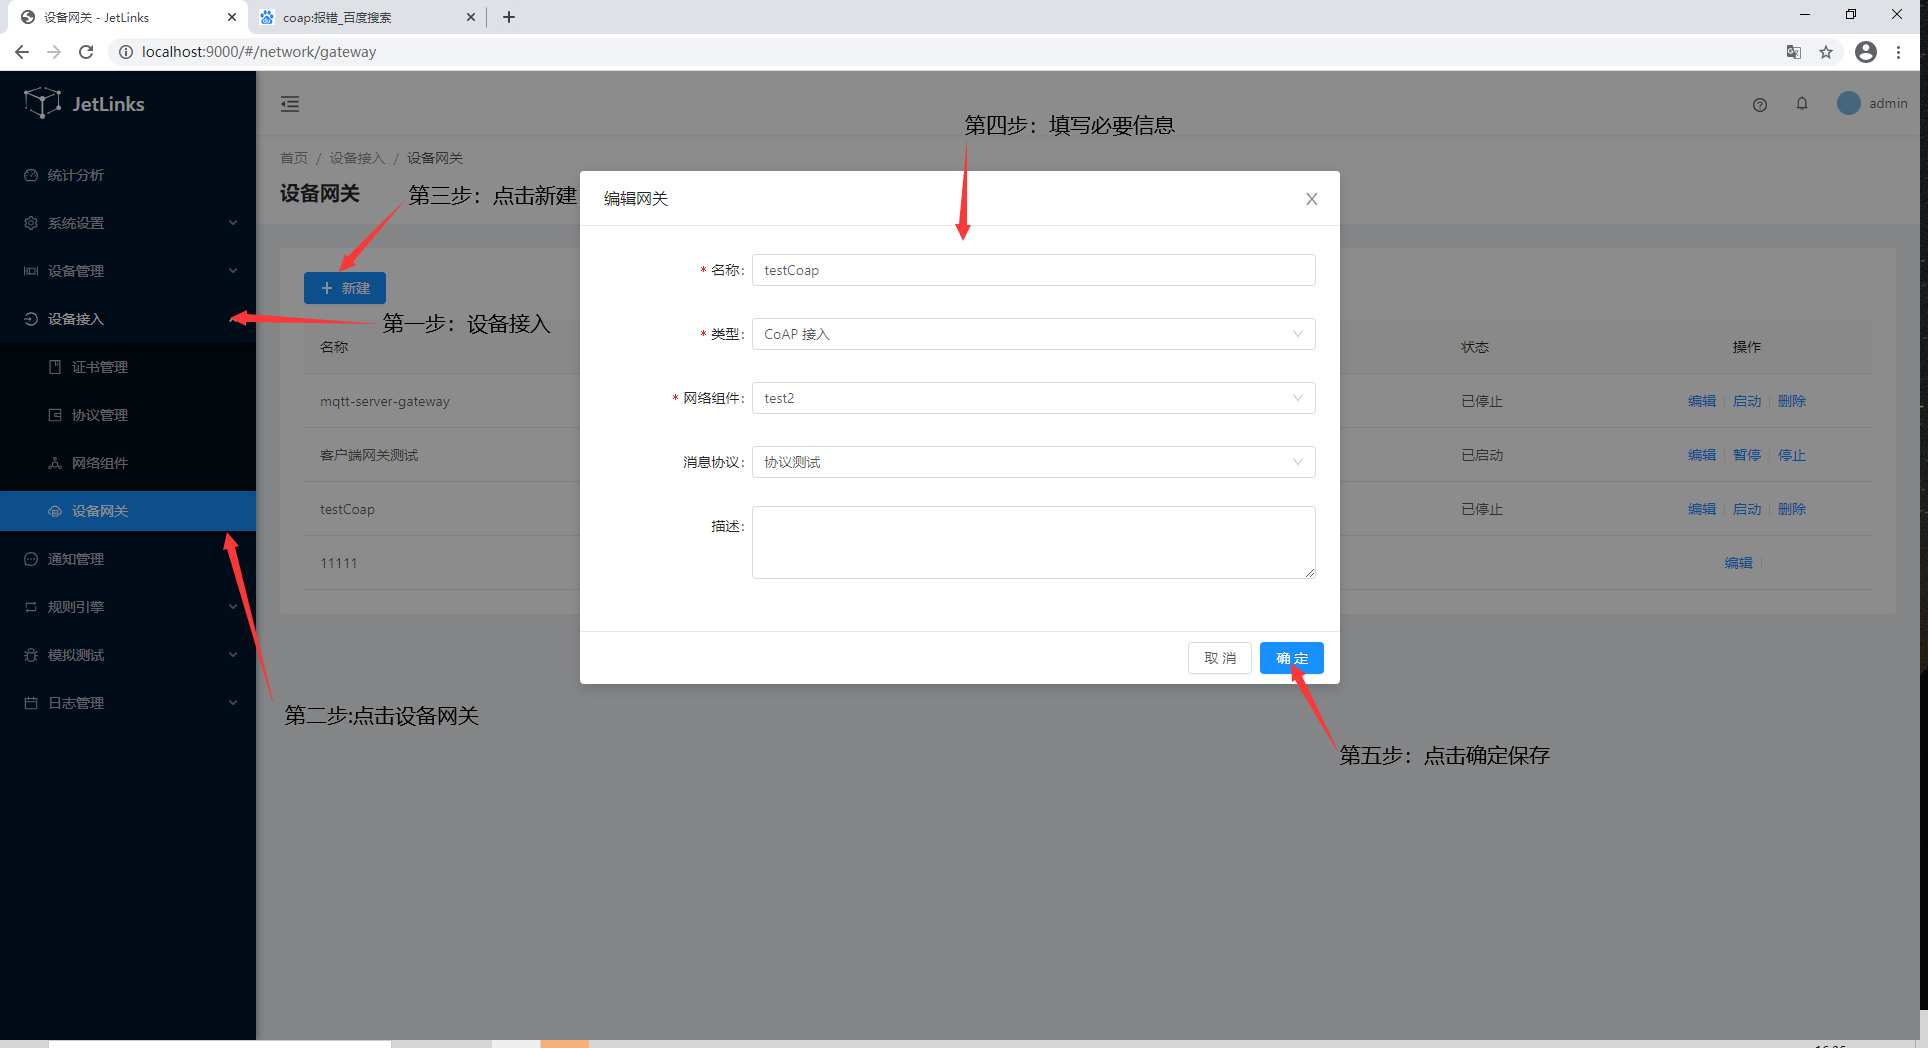 设备网关 - JetLinks
coap:报错_百度搜索
localhost:9000/#/network/gateway
JetLinks
admin
第四步：填写必要信息
首页 / 设备接入 / 设备网关
设备网关
第三步：点击新建
统计分析
系统设置
设备管理
设备接入
证书管理
协议管理
网络组件
设备网关
通知管理
规则引擎
模拟测试
日志管理
新建
第一步：设备接入
第二步:点击设备网关
名称
状态
操作
mqtt-server-gateway
已停止
编辑 启动 删除
客户端网关测试
已启动
编辑 暂停 停止
testCoap
已停止
编辑 启动 删除
11111
编辑
编辑网关
* 名称: testCoap
* 类型: CoAP 接入
* 网络组件: test2
消息协议: 协议测试
描述:
取 消
确 定
第五步：点击确定保存